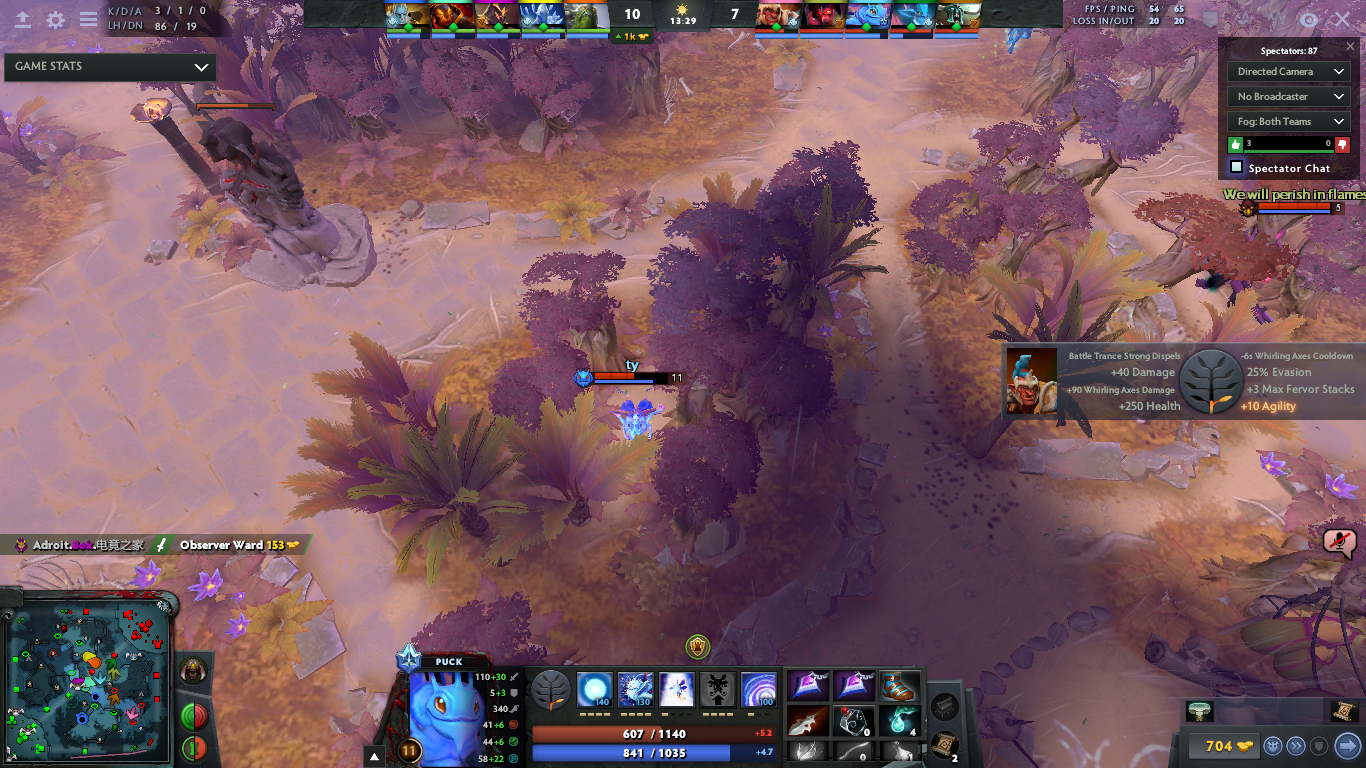 K/D/A 3 / 1 / 0
LH/DN 86 / 19
10
13:29
7
1k
FPS / PING 54 65
LOSS IN/OUT 20 20
GAME STATS
Spectators: 87
Directed Camera
No Broadcaster
Fog: Both Teams
3 0
Spectator Chat
We will perish in flames
5
ty
11
Battle Trance Strong Dispels
-6s Whirling Axes Cooldown
+40 Damage
25% Evasion
+90 Whirling Axes Damage
+3 Max Fervor Stacks
+250 Health
+10 Agility
Adroit.Sok.电竞之家 Observer Ward 153
PUCK
110+30
5+3
340
41+6
44+6
58+22
11
140
130
100
607 / 1140 +5.2
841 / 1035 +4.7
0
4
0
1
2
704